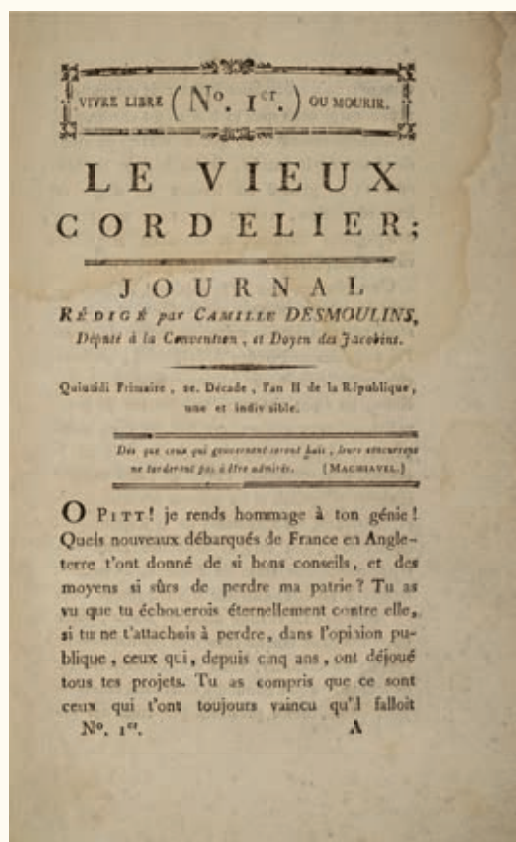 VIVRE LIBRE (N°. 1er.) OU MOURIR.
LE VIEUX
CORDELIER;
JOURNAL
RÉDIGÉ par CAMILLE DESMOULINS,
Député à la Convention, et Doyen des Jacobins.
Quintidi Frimaire, 2e. Décade, l'an II de la République,
une et indivisible.
Dès que ceux qui gouvernent seront haïs, leurs concurrens
ne tarderont pas à être admirés. (MACHIAVEL.)
O PITT! je rends hommage à ton génie!
Quels nouveaux débarqués de France en Angle-
terre t'ont donné de si bons conseils, et des
moyens si sûrs de perdre ma patrie? Tu as
vu que tu échouerois éternellement contre elle,
si tu ne t'attachois à perdre, dans l'opinion pu-
blique, ceux qui, depuis cinq ans, ont déjoué
tous tes projets. Tu as compris que ce sont
ceux qui t'ont toujours vaincu qu'il falloit
N°. 1er. A